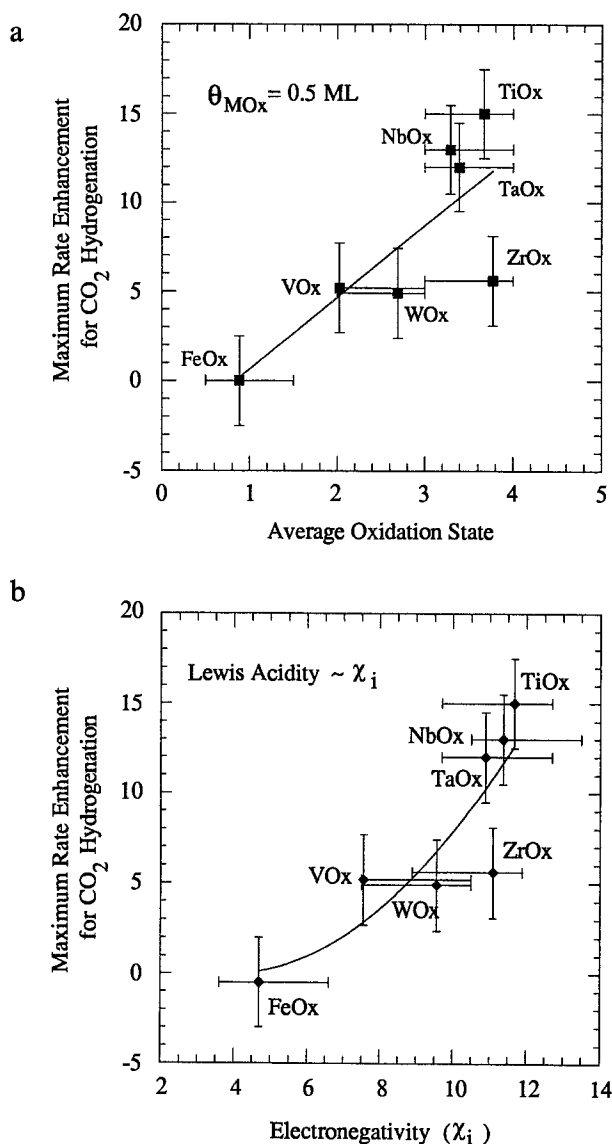 a
20
15
10
5
0
-5
Maximum Rate Enhancement
for CO2 Hydrogenation
θMOx= 0.5 ML
TiOx
NbOx
TaOx
ZrOx
VOx
WOx
FeOx
0 1 2 3 4 5
Average Oxidation State
b
20
15
10
5
0
-5
Maximum Rate Enhancement
for CO2 Hydrogenation
Lewis Acidity ~ χi
TiOx
NbOx
TaOx
ZrOx
VOx
WOx
FeOx
2 4 6 8 10 12 14
Electronegativity (χi)